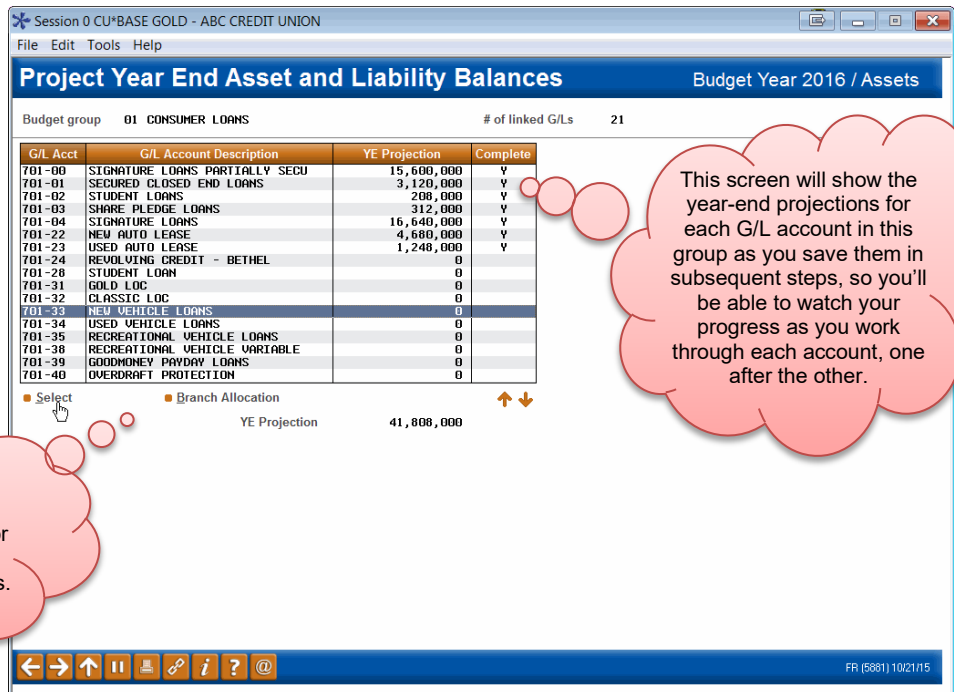 Session 0 CU*BASE GOLD - ABC CREDIT UNION
File Edit Tools Help
Project Year End Asset and Liability Balances
Budget Year 2016 / Assets
Budget group 01 CONSUMER LOANS
# of linked G/Ls 21
G/L Acct G/L Account Description YE Projection Complete
701-00 SIGNATURE LOANS PARTIALLY SECU 15,600,000 Y
701-01 SECURED CLOSED END LOANS 3,120,000 Y
701-02 STUDENT LOANS 208,000 Y
701-03 SHARE PLEDGE LOANS 312,000 Y
701-04 SIGNATURE LOANS 16,640,000 Y
701-22 NEW AUTO LEASE 4,680,000 Y
701-23 USED AUTO LEASE 1,248,000 Y
701-24 REVOLVING CREDIT - BETHEL 0
701-28 STUDENT LOAN 0
701-31 GOLD LOC 0
701-32 CLASSIC LOC 0
701-33 NEW VEHICLE LOANS 0
701-34 USED VEHICLE LOANS 0
701-35 RECREATIONAL VEHICLE LOANS 0
701-38 RECREATIONAL VEHICLE VARIABLE 0
701-39 GOODMONEY PAYDAY LOANS 0
701-40 OVERDRAFT PROTECTION 0
Select
Branch Allocation
YE Projection 41,808,000
This screen will show the
year-end projections for
each G/L account in this
group as you save them in
subsequent steps, so you’ll
be able to watch your
progress as you work
through each account, one
after the other.
s.
FR (5881) 10/21/15